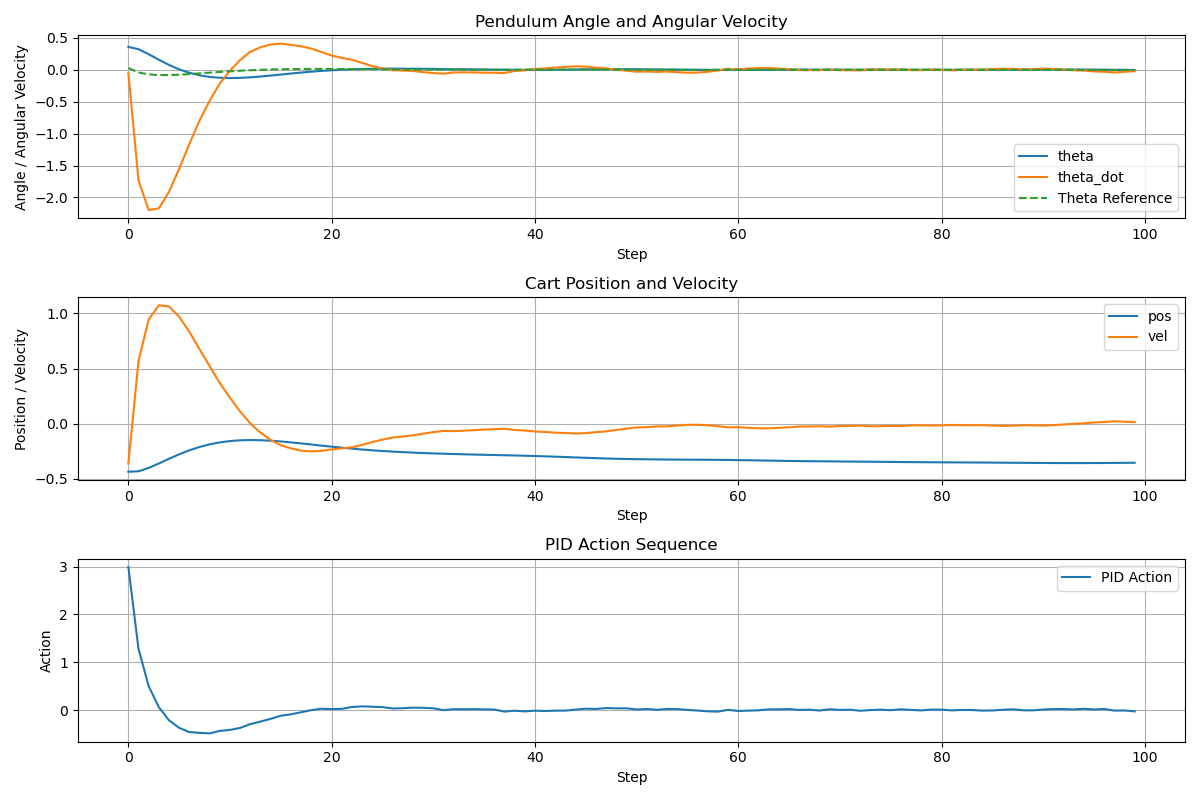 Pendulum Angle and Angular Velocity
Angle / Angular Velocity
0.5
0.0
−0.5
−1.0
−1.5
−2.0
theta
theta_dot
Theta Reference
0 20 40 60 80 100
Step
Cart Position and Velocity
Position / Velocity
1.0
0.5
0.0
−0.5
pos
vel
0 20 40 60 80 100
Step
PID Action Sequence
Action
3
2
1
0
PID Action
0 20 40 60 80 100
Step